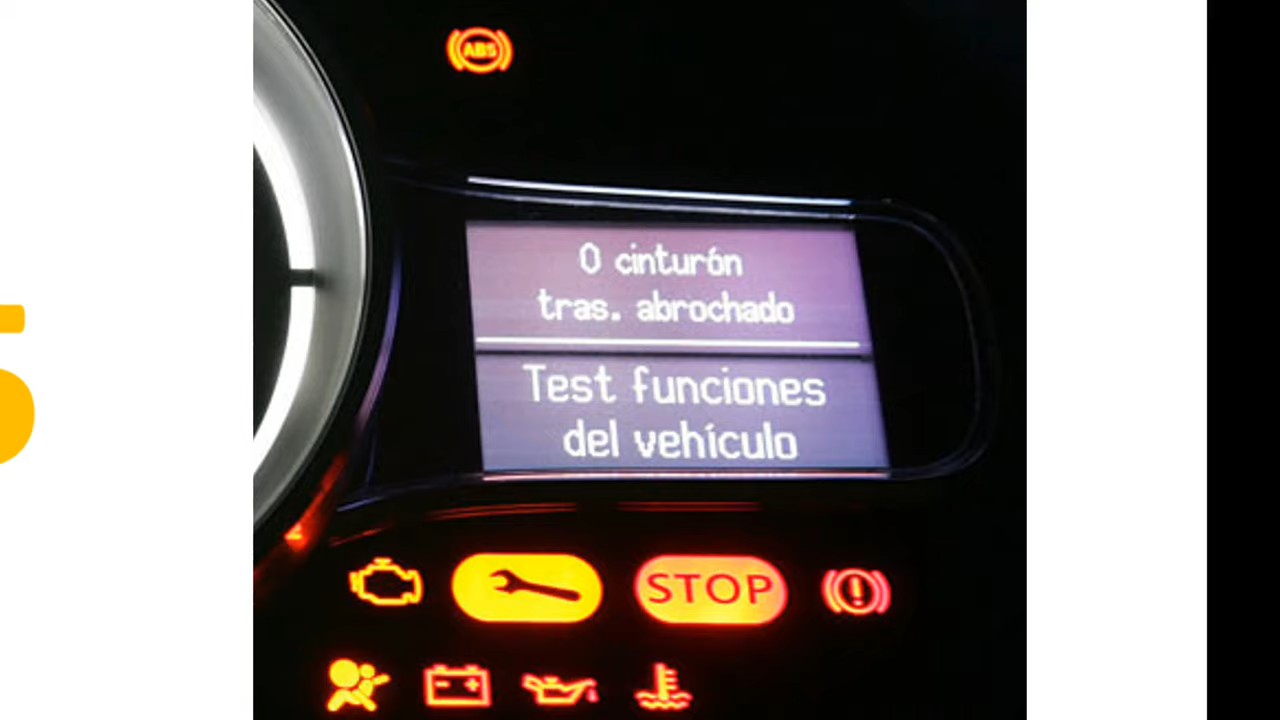 ABS
0 cinturón
tras. abrochado
Test funciones
del vehículo
STOP